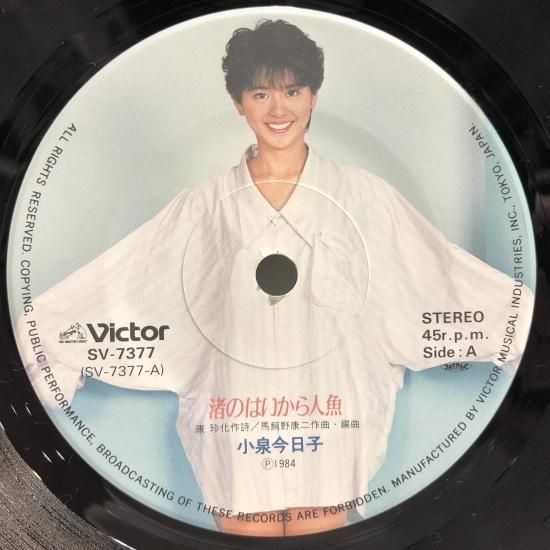 ALL RIGHTS RESERVED. COPYING, PUBLIC PERFORMANCE, BROADCASTING OF THESE RECORDS ARE FORBIDDEN. MANUFACTURED BY VICTOR MUSICAL INDUSTRIES, INC., TOKYO, JAPAN.
Victor
SV-7377
(SV-7377-A)
STEREO
45r.p.m.
Side : A
渚のはいから人魚
康 珍化作詩/馬飼野康二作曲・編曲
小泉今日子
Ⓟ1984